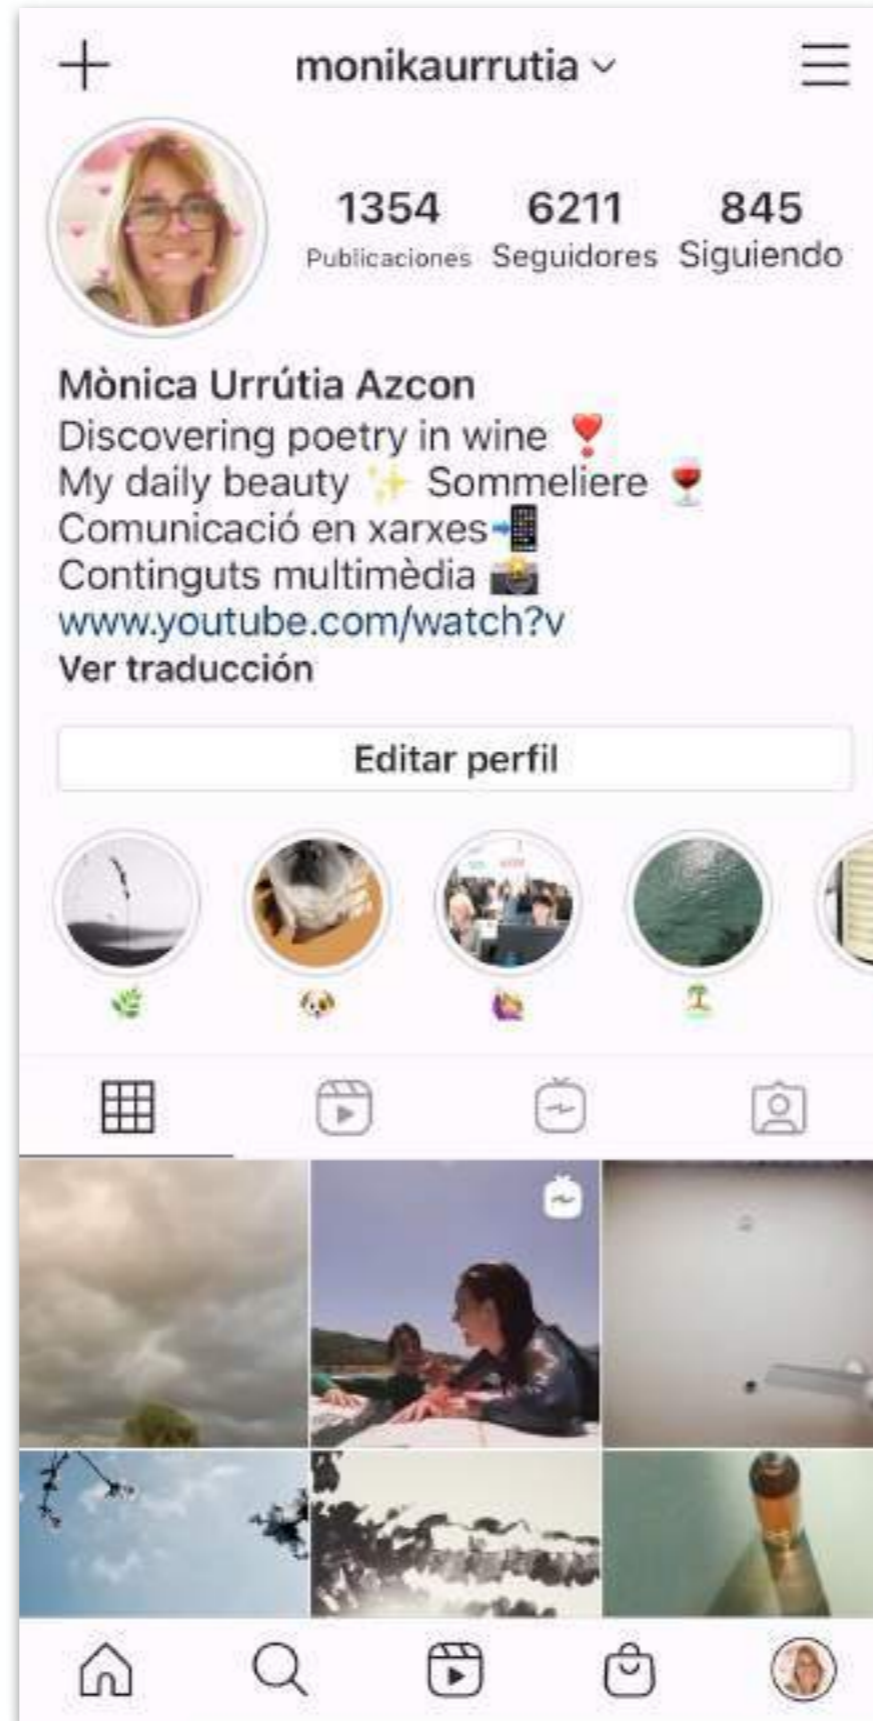 monikaurrutia
1354 6211 845
Publicaciones Seguidores Siguiendo
Mònica Urrútia Azcon
Discovering poetry in wine
My daily beauty ✨ Sommeliere 🍷
Comunicació en xarxes📲
Continguts multimèdia 📸
www.youtube.com/watch?v
Ver traducción
Editar perfil